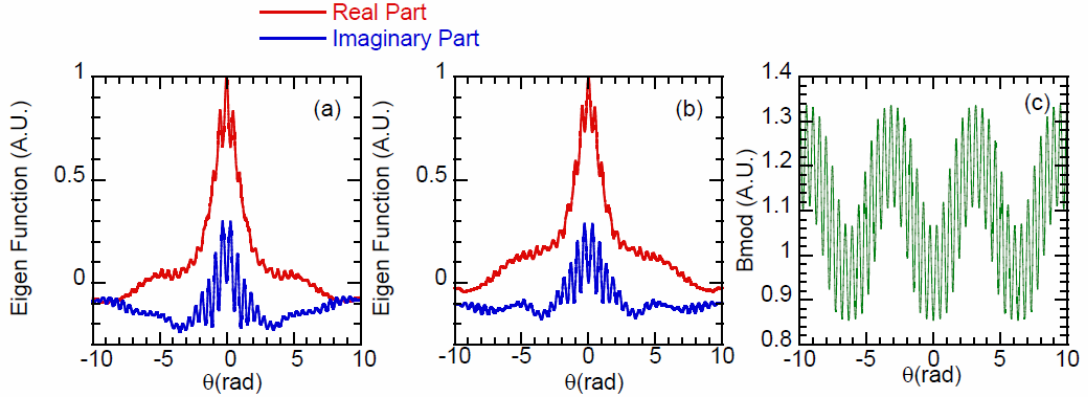 Real Part
Imaginary Part
Eigen Function (A.U.)
1
0.5
0
(a)
-10 -5 0 5 10
θ(rad)
Eigen Function (A.U.)
1
0.5
0
(b)
-10 -5 0 5 10
θ(rad)
Bmod (A.U.)
1.4
1.3
1.2
1.1
1
0.9
0.8
(c)
-10 -5 0 5 10
θ(rad)